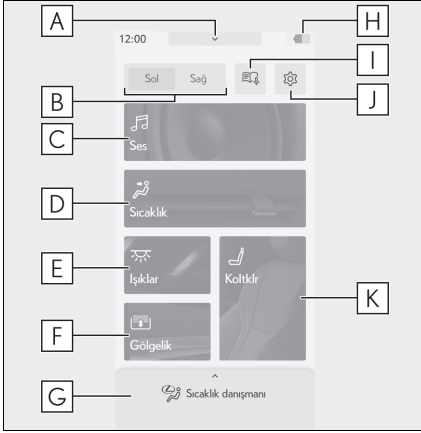 A
H
12:00
I
Sol Sağ
J
B
C
Ses
D
Sıcaklık
E
Işıklar
Koltklr
K
F
Gölgelik
G
Sıcaklık danışmanı